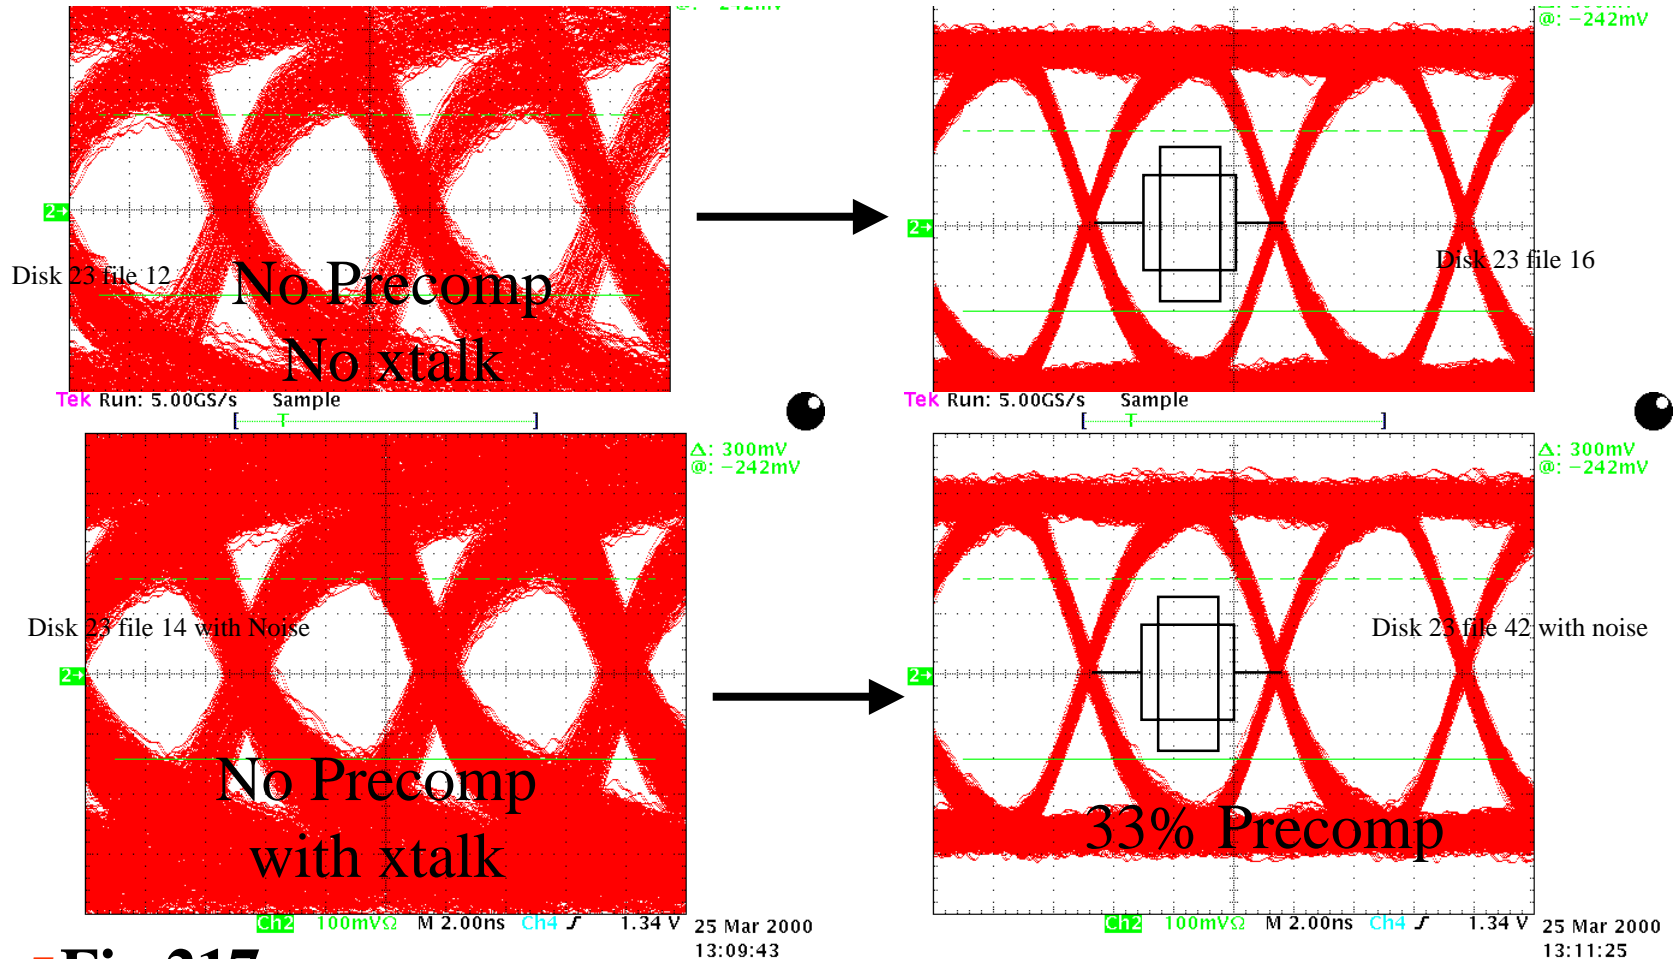 @: −242mV
@: −242mV
2→
2→
Disk 23 file 12
Disk 23 file 16
No Precomp
No xtalk
Tek Run: 5.00GS/s Sample
Tek Run: 5.00GS/s Sample
[ T ]
[ T ]
Δ: 300mV
@: −242mV
Δ: 300mV
@: −242mV
Disk 23 file 14 with Noise
Disk 23 file 42 with noise
2→
2→
No Precomp
with xtalk
33% Precomp
Ch2 100mVΩ M 2.00ns Ch4 1.34 V
25 Mar 2000
13:09:43
Ch2 100mVΩ M 2.00ns Ch4 1.34 V
25 Mar 2000
13:11:25